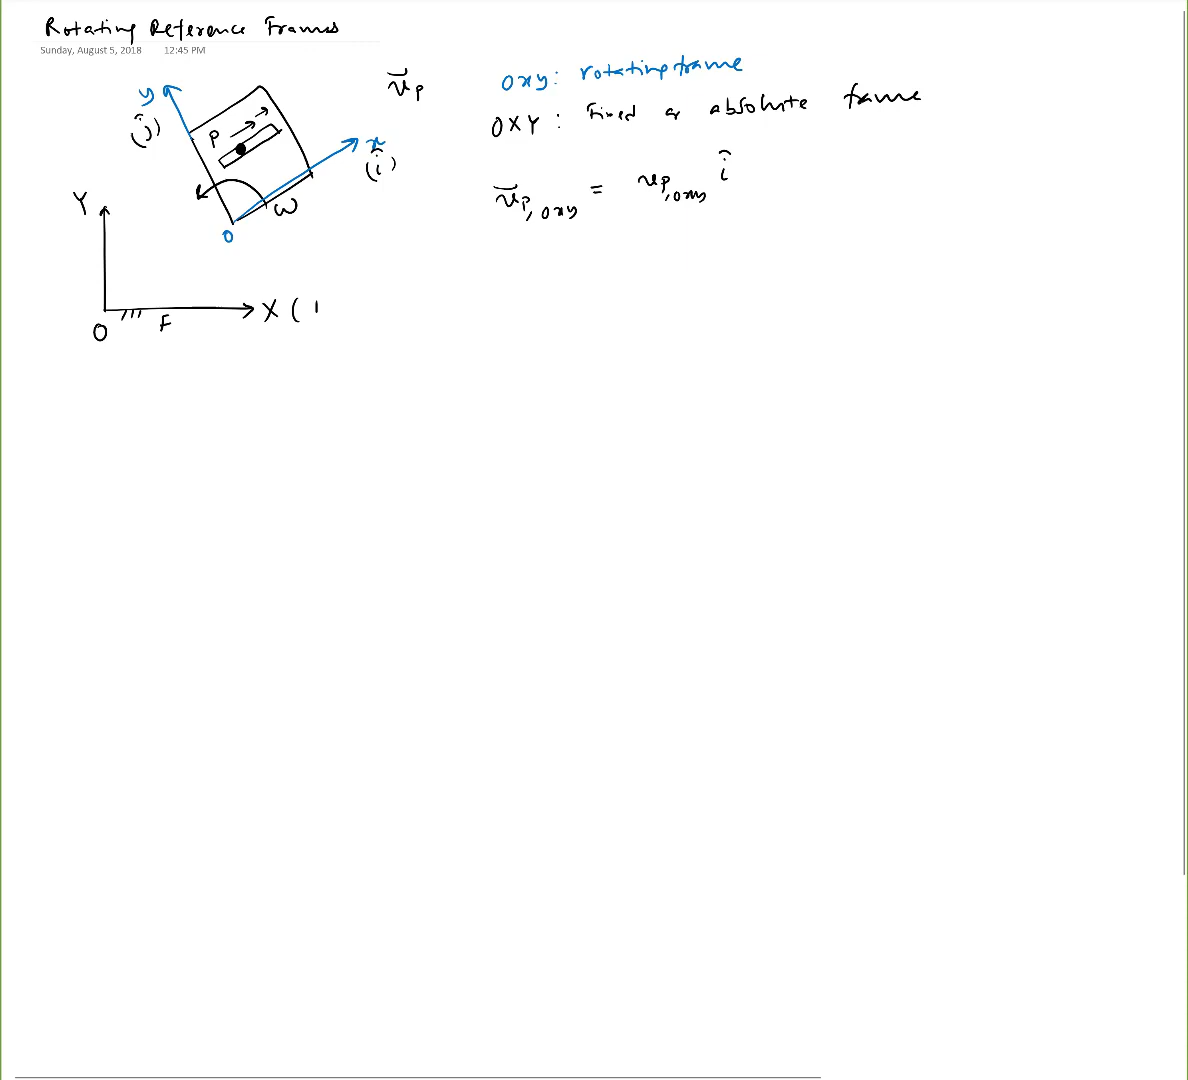 Rotating Reference Frames
Sunday, August 5, 2018 12:45 PM
oxy: rotating frame
OXY: Fixed or absolute frame
v̄P
v̄P,oxy = vP,oxy î
y
(ĵ)
P
x
(î)
ω
o
Y
X (I
O
F